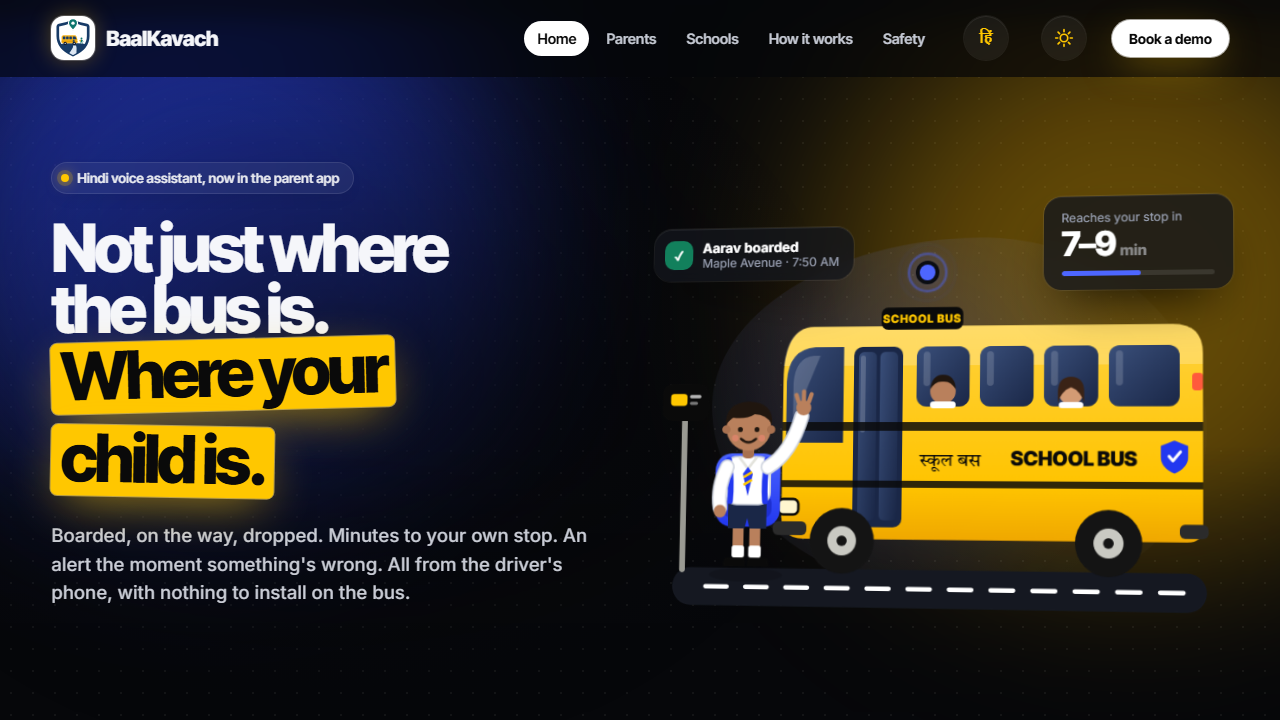 BaalKavach
Home
Parents
Schools
How it works
Safety
हिं
Book a demo
Hindi voice assistant, now in the parent app
Not just where
the bus is.
Where your
child is.
Boarded, on the way, dropped. Minutes to your own stop. An
alert the moment something's wrong. All from the driver's
phone, with nothing to install on the bus.
Aarav boarded
Maple Avenue · 7:50 AM
Reaches your stop in
7–9 min
SCHOOL BUS
स्कूल बस
SCHOOL BUS